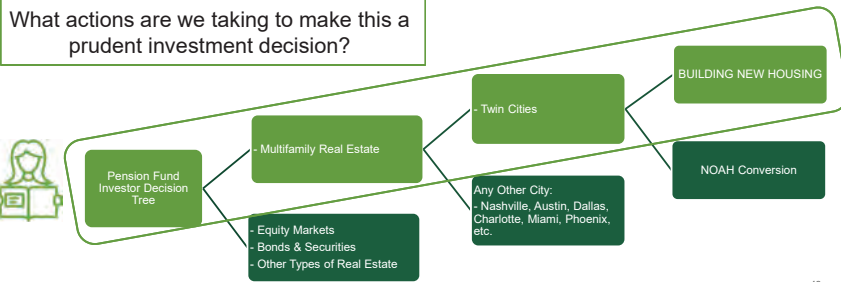 What actions are we taking to make this a
prudent investment decision?
Pension Fund
Investor Decision
Tree
- Multifamily Real Estate
- Equity Markets
- Bonds & Securities
- Other Types of Real Estate
- Twin Cities
Any Other City:
- Nashville, Austin, Dallas,
Charlotte, Miami, Phoenix,
etc.
BUILDING NEW HOUSING
NOAH Conversion